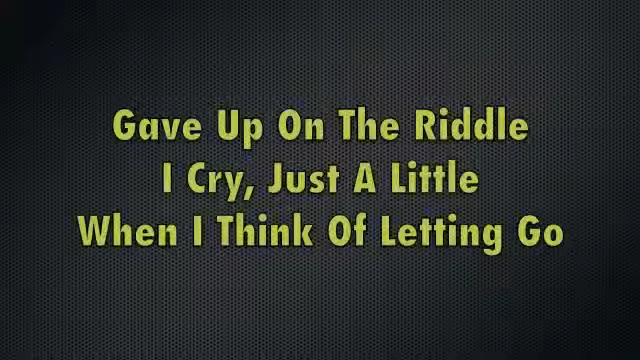 Gave Up On The Riddle
I Cry, Just A Little
When I Think Of Letting Go